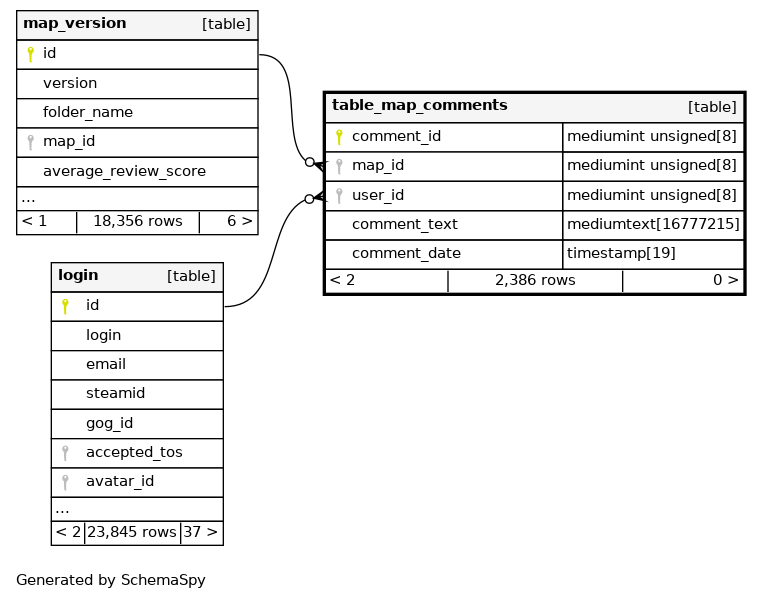 map_version [table]
id
version
folder_name
map_id
average_review_score
...
< 1 18,356 rows 6 >
table_map_comments [table]
comment_id mediumint unsigned[8]
map_id mediumint unsigned[8]
user_id mediumint unsigned[8]
comment_text mediumtext[16777215]
comment_date timestamp[19]
< 2 2,386 rows 0 >
login [table]
id
login
email
steamid
gog_id
accepted_tos
avatar_id
...
< 2 23,845 rows 37 >
Generated by SchemaSpy